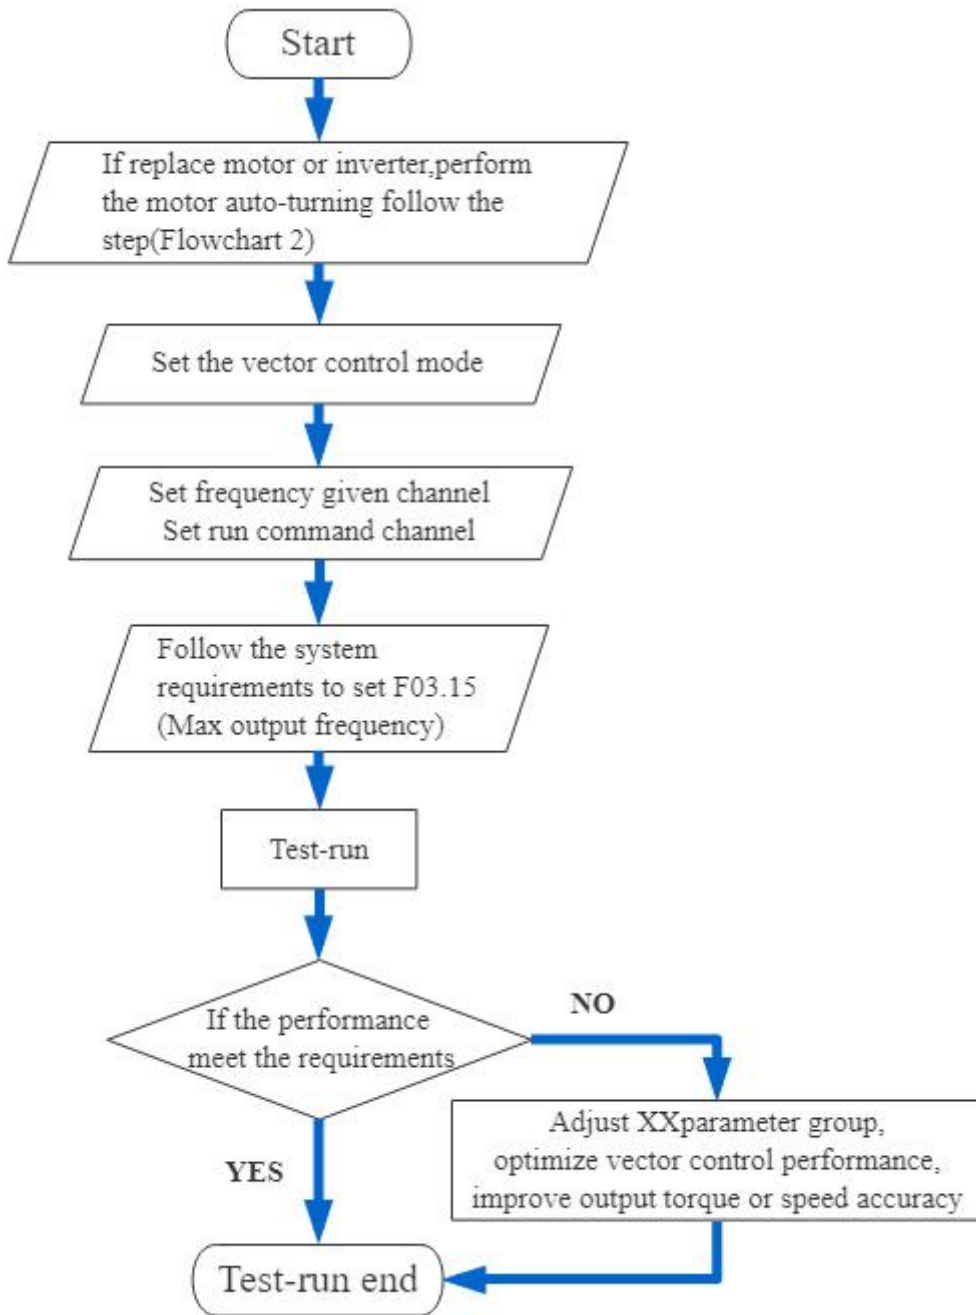 Start
If replace motor or inverter,perform
the motor auto-turning follow the
step(Flowchart 2)
Set the vector control mode
Set frequency given channel
Set run command channel
Follow the system
requirements to set F03.15
(Max output frequency)
Test-run
If the performance
meet the requirements
NO
Adjust XXparameter group,
optimize vector control performance,
improve output torque or speed accuracy
YES
Test-run end